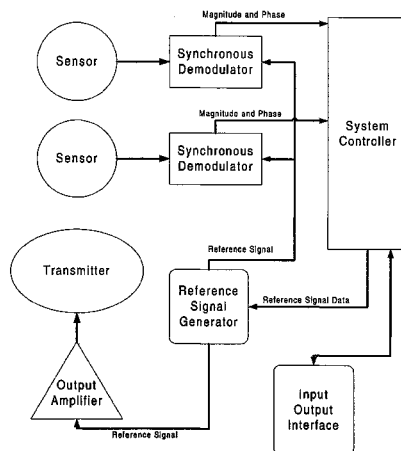 Magnitude and Phase
Sensor
Synchronous
Demodulator
Magnitude and Phase
System
Controller
Sensor
Synchronous
Demodulator
Reference Signal
Transmitter
Reference
Signal
Generator
Reference Signal Data
Output
Amplifier
Input
Output
Interface
Reference Signal